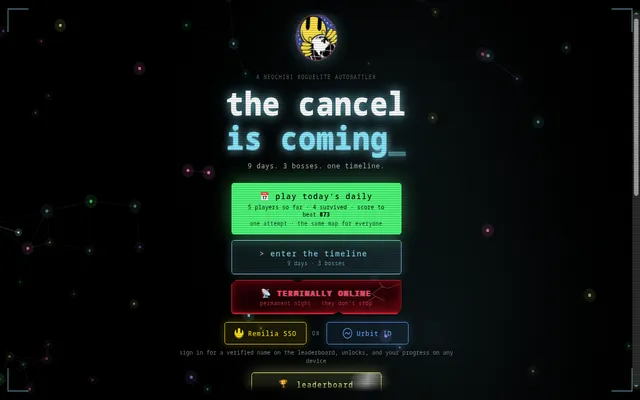 A NEOCHIBI ROGUELITE AUTOBATTLER
the cancel
is coming_
9 days. 3 bosses. one timeline.
play today's daily
5 players so far · 4 survived · score to
beat 873
one attempt · the same map for everyone
> enter the timeline
9 days · 3 bosses
TERMINALLY ONLINE
permanent night · they don't stop
Remilia SSO
OR
Urbit ID
sign in for a verified name on the leaderboard, unlocks, and your progress on any
device
leaderboard